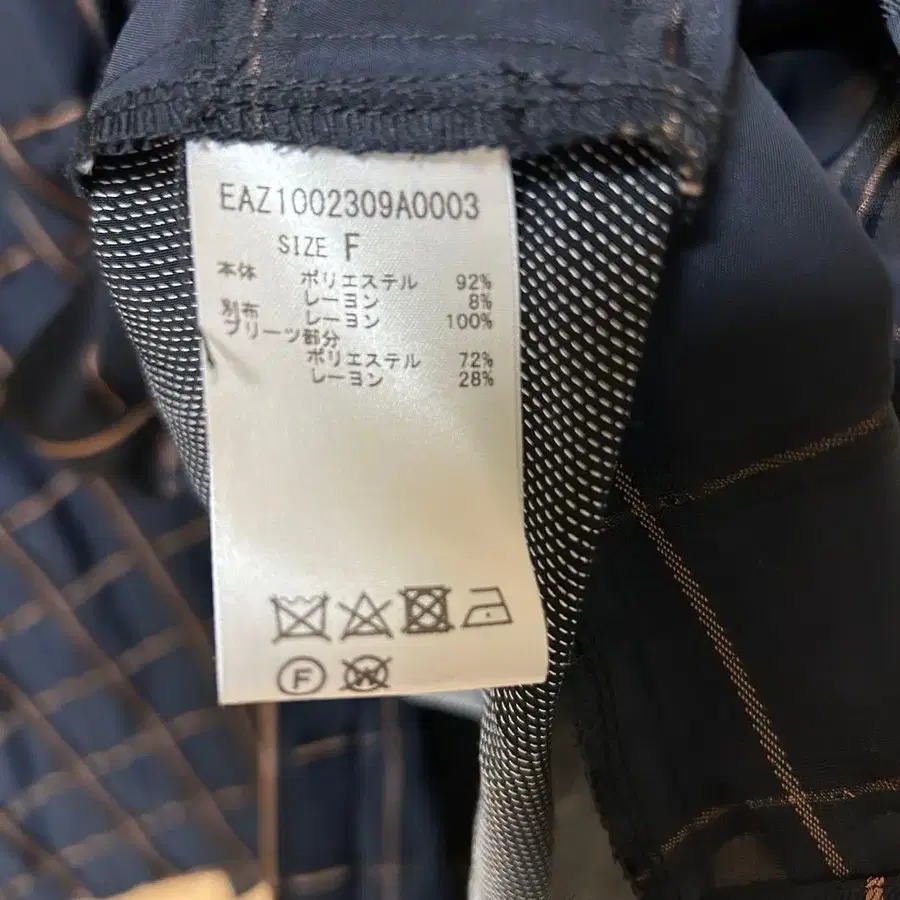 EAZ1002309A0003
SIZE F
本体 ポリエステル 92%
レーヨン 8%
別布 レーヨン 100%
プリーツ部分
ポリエステル 72%
レーヨン 28%
F
W